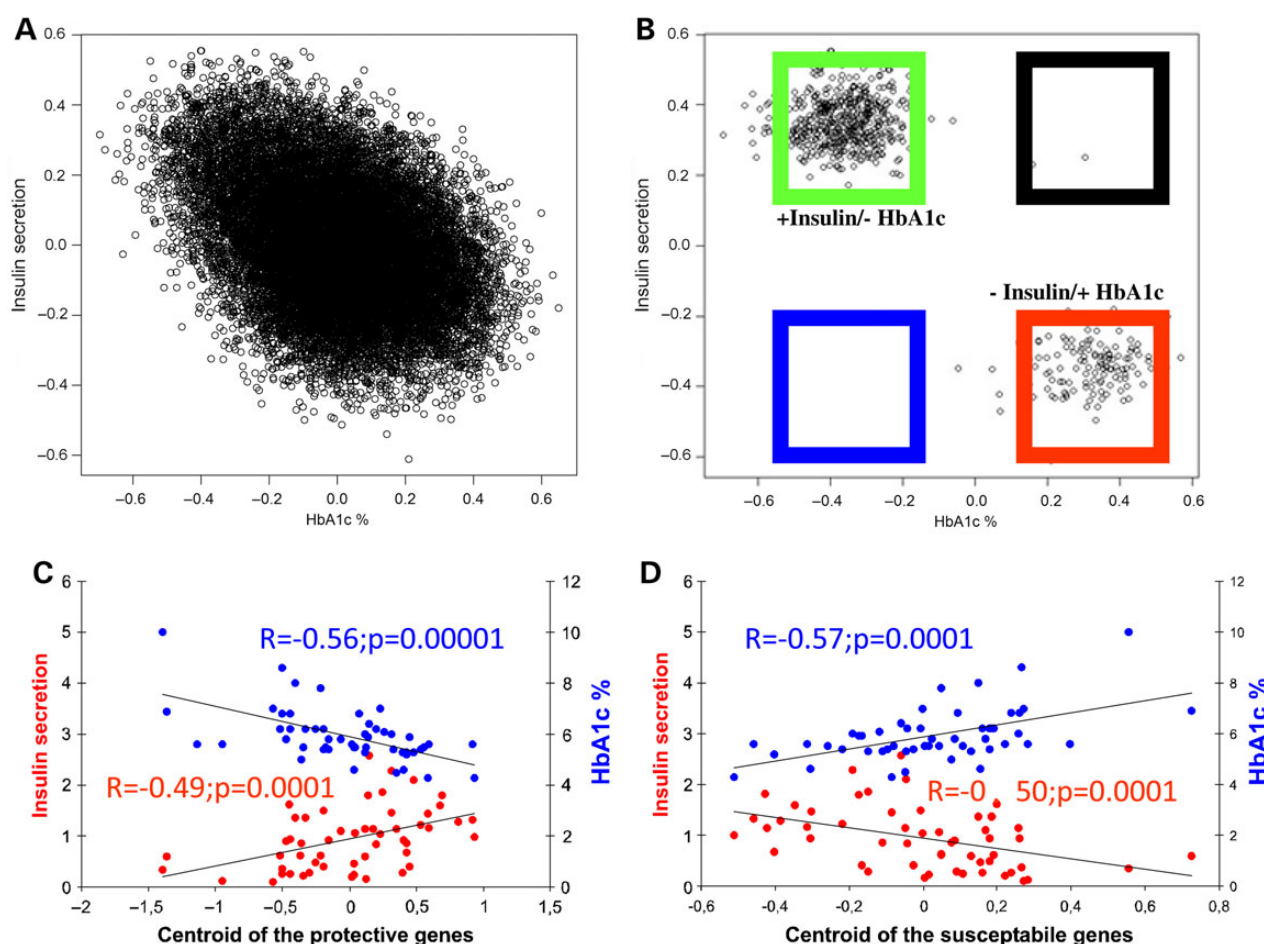 A
0.6
0.4
0.2
0.0
−0.2
−0.4
−0.6
Insulin secretion
−0.6 −0.4 −0.2 0.0 0.2 0.4 0.6
HbA1c %
B
0.6
0.4
0.2
0.0
−0.2
−0.4
−0.6
Insulin secretion
+Insulin/- HbA1c
- Insulin/+ HbA1c
−0.6 −0.4 −0.2 0.0 0.2 0.4 0.6
HbA1c %
C
6
5
4
3
2
1
0
Insulin secretion
R=-0.56;p=0.00001
R=-0.49;p=0.0001
12
10
8
6
4
2
0
HbA1c %
−2 −1,5 −1 −0,5 0 0,5 1 1,5
Centroid of the protective genes
D
6
5
4
3
2
1
0
Insulin secretion
R=-0.57;p=0.0001
R=-0 . 50;p=0.0001
12
10
8
6
4
2
0
HbA1c %
−0,6 −0,4 −0,2 0 0,2 0,4 0,6 0,8
Centroid of the susceptabile genes